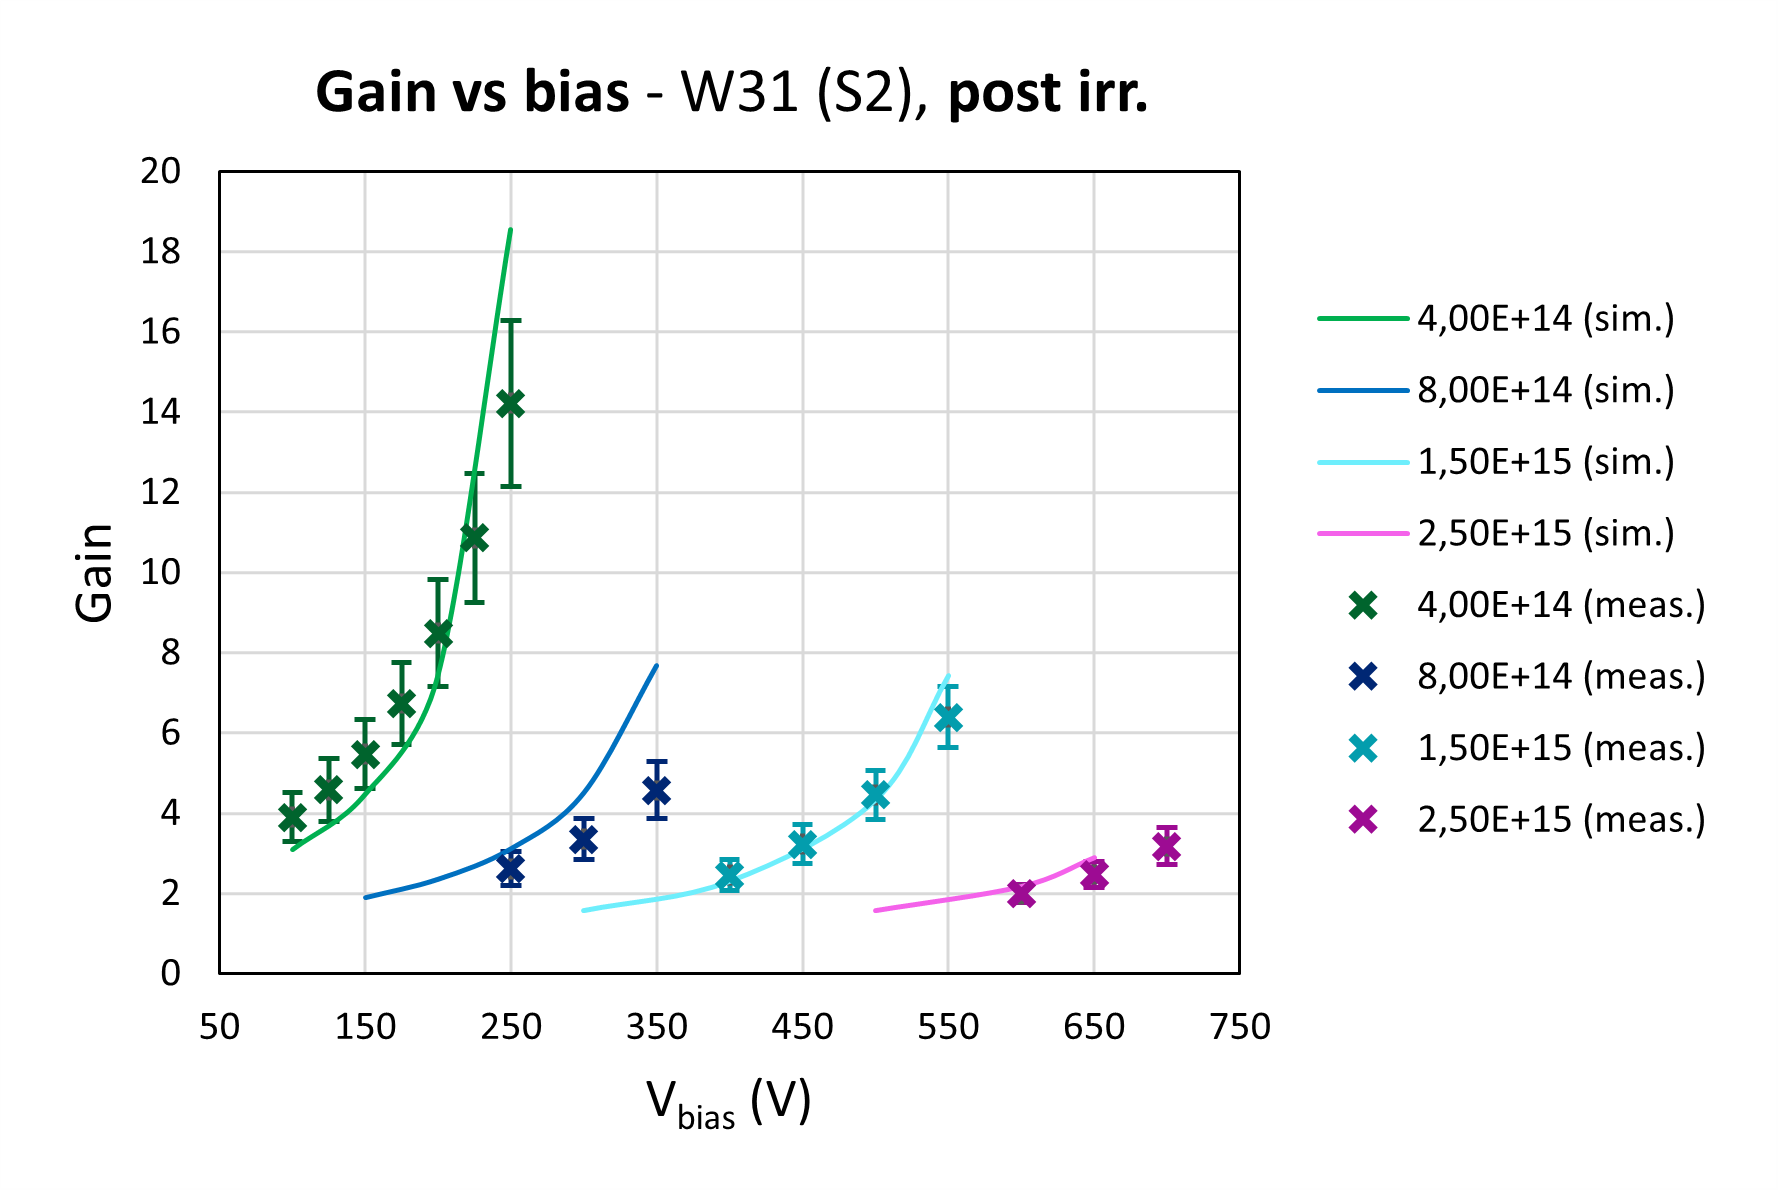 Gain vs bias - W31 (S2), post irr.
20
18
16
14
12
10
8
6
4
2
0
Gain
50 150 250 350 450 550 650 750
Vbias (V)
4,00E+14 (sim.)
8,00E+14 (sim.)
1,50E+15 (sim.)
2,50E+15 (sim.)
4,00E+14 (meas.)
8,00E+14 (meas.)
1,50E+15 (meas.)
2,50E+15 (meas.)